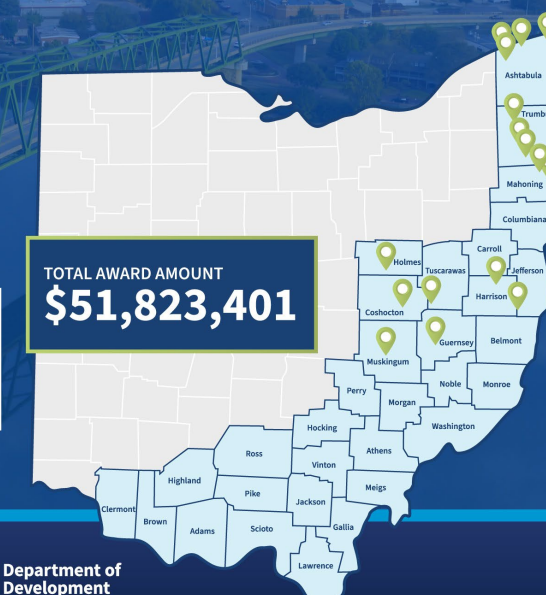 Ashtabula
Trumb
Mahoning
Columbiana
Carroll
Holmes
Tuscarawas
Jefferson
Harrison
TOTAL AWARD AMOUNT
$51,823,401
Coshocton
Guernsey
Belmont
Muskingum
Noble
Monroe
Perry
Morgan
Washington
Hocking
Athens
Ross
Vinton
Highland
Pike
Meigs
Jackson
Clermont
Brown
Adams
Scioto
Gallia
Lawrence
Department of
Development